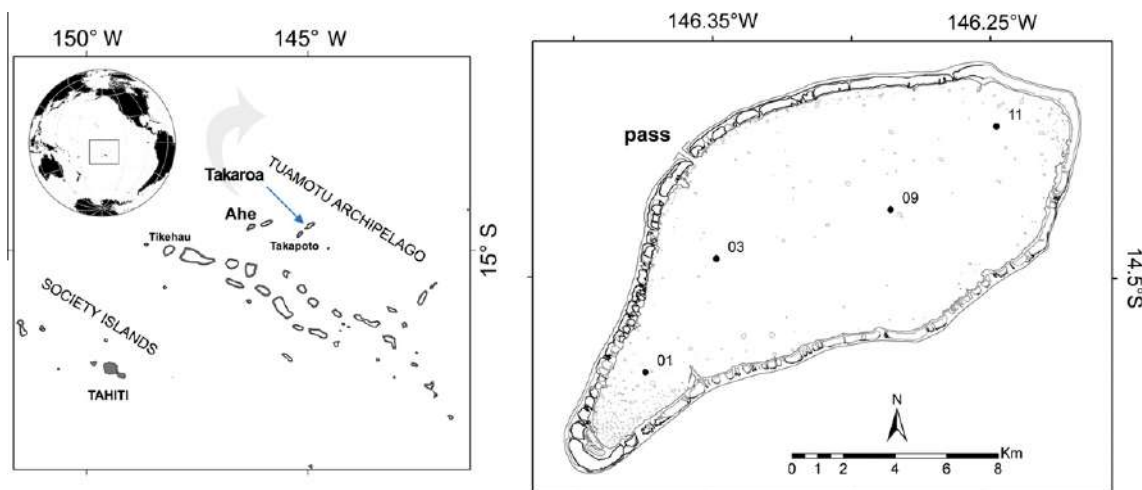 150° W
145° W
TUAMOTU ARCHIPELAGO
Takaroa
Ahe
Takapoto
Tikehau
15° S
SOCIETY ISLANDS
TAHITI
146.35°W
146.25°W
pass
11
09
03
01
14.5°S
N
Km
0 1 2 4 6 8